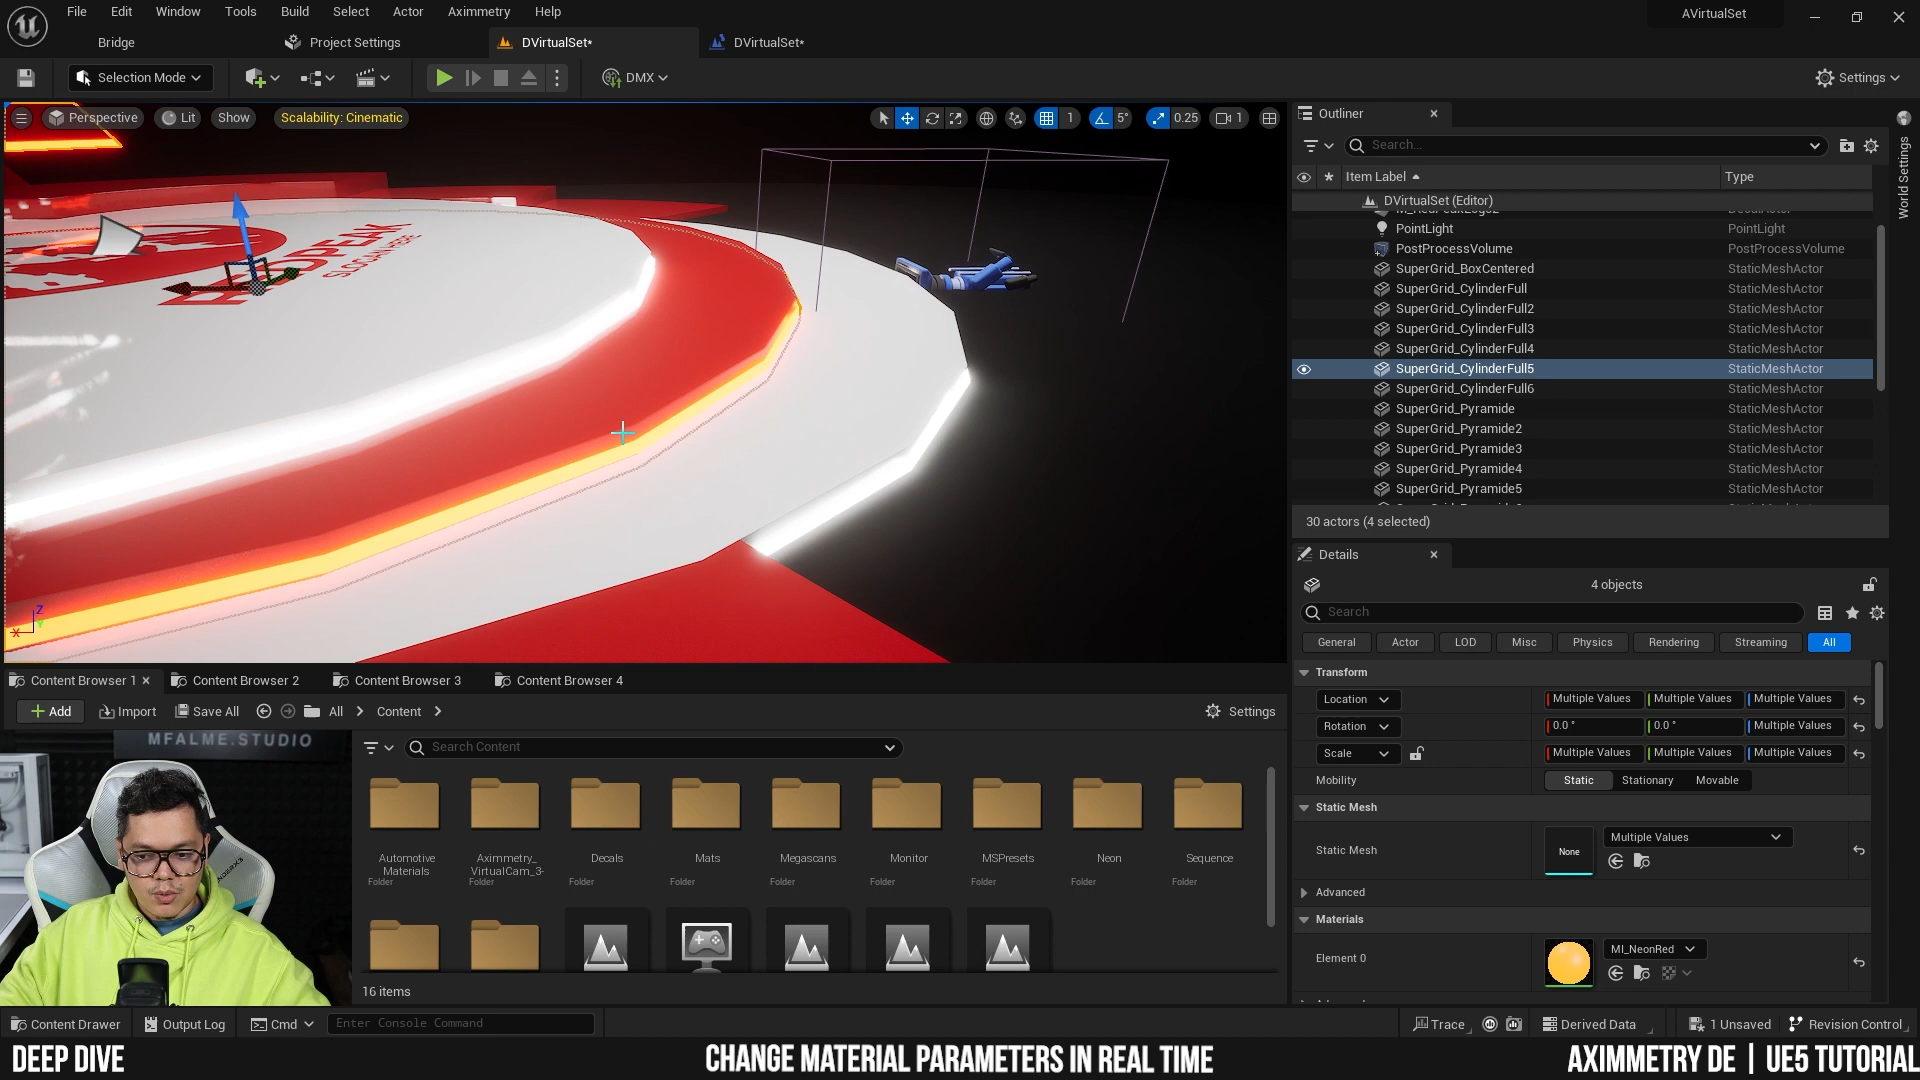 File Edit Window Tools Build Select Actor Aximmetry Help
AVirtualSet
Bridge Project Settings DVirtualSet* DVirtualSet*
Selection Mode DMX Settings
Perspective Lit Show Scalability: Cinematic 1 5° 0.25 1
SLOGAN HERE
Z
X
Outliner
World Settings
Search...
Item Label Type
DVirtualSet (Editor)
PointLight PointLight
PostProcessVolume PostProcessVolume
SuperGrid_BoxCentered StaticMeshActor
SuperGrid_CylinderFull StaticMeshActor
SuperGrid_CylinderFull2 StaticMeshActor
SuperGrid_CylinderFull3 StaticMeshActor
SuperGrid_CylinderFull4 StaticMeshActor
SuperGrid_CylinderFull5 StaticMeshActor
SuperGrid_CylinderFull6 StaticMeshActor
SuperGrid_Pyramide StaticMeshActor
SuperGrid_Pyramide2 StaticMeshActor
SuperGrid_Pyramide3 StaticMeshActor
SuperGrid_Pyramide4 StaticMeshActor
SuperGrid_Pyramide5 StaticMeshActor
30 actors (4 selected)
Details
4 objects
Search
General Actor LOD Misc Physics Rendering Streaming All
Transform
Location Multiple Values Multiple Values Multiple Values
Rotation 0.0 ° 0.0 ° Multiple Values
Scale Multiple Values Multiple Values Multiple Values
Mobility Static Stationary Movable
Static Mesh
Static Mesh None Multiple Values
Advanced
Materials
Element 0 MI_NeonRed
Content Browser 1 Content Browser 2 Content Browser 3 Content Browser 4
Add Import Save All All Content Settings
MFALME.STUDIO
Search Content
Automotive Materials
Folder
Aximmetry_
VirtualCam_3-
Folder
Decals
Folder
Mats
Folder
Megascans
Folder
Monitor
Folder
MSPresets
Folder
Neon
Folder
Sequence
Folder
16 items
Content Drawer Output Log Cmd Enter Console Command Trace Derived Data 1 Unsaved Revision Control
DEEP DIVE CHANGE MATERIAL PARAMETERS IN REAL TIME AXIMMETRY DE | UE5 TUTORIAL